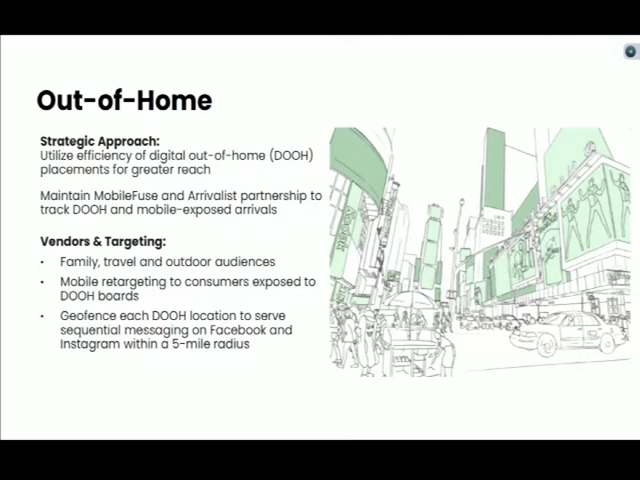 Out-of-Home
Strategic Approach:
Utilize efficiency of digital out-of-home (DOOH)
placements for greater reach
Maintain MobileFuse and Arrivalist partnership to
track DOOH and mobile-exposed arrivals
Vendors & Targeting:
• Family, travel and outdoor audiences
• Mobile retargeting to consumers exposed to
DOOH boards
• Geofence each DOOH location to serve
sequential messaging on Facebook and
Instagram within a 5-mile radius